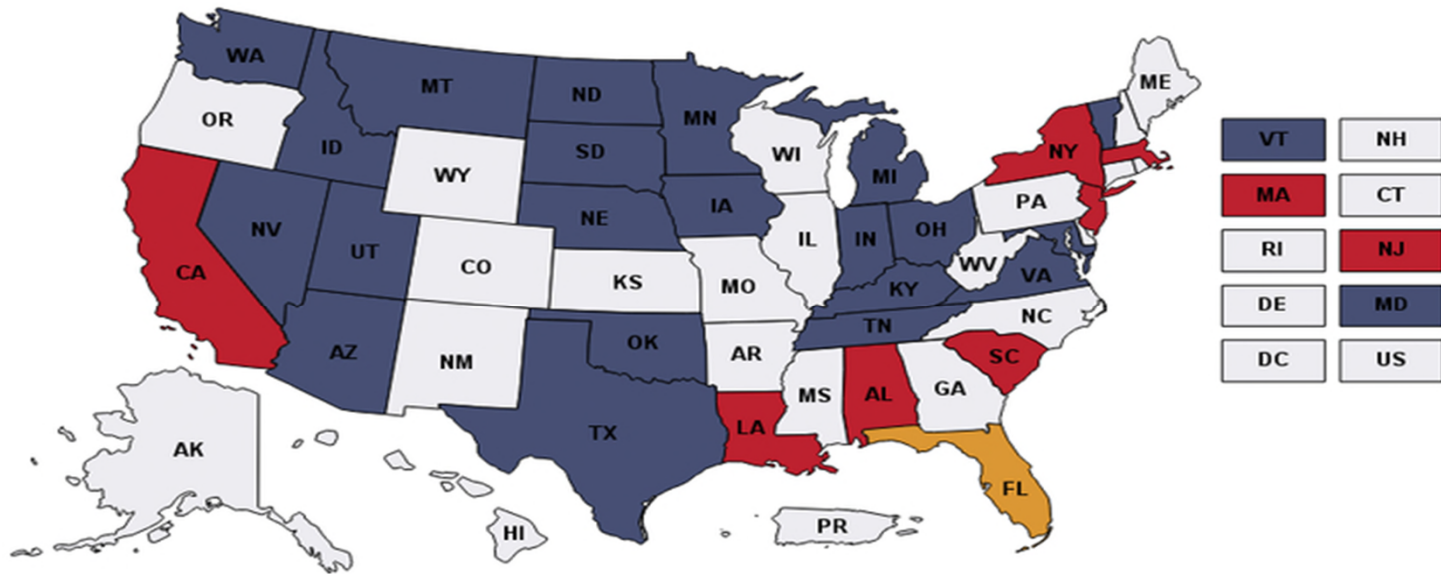 WA
MT
ND
MN
ME
OR
ID
SD
WI
MI
NY
WY
NE
IA
PA
NV
UT
CO
KS
MO
IL
IN
OH
WV
VA
KY
CA
AZ
NM
OK
AR
TN
NC
SC
TX
LA
MS
AL
GA
FL
AK
HI
PR
VT NH
MA CT
RI NJ
DE MD
DC US